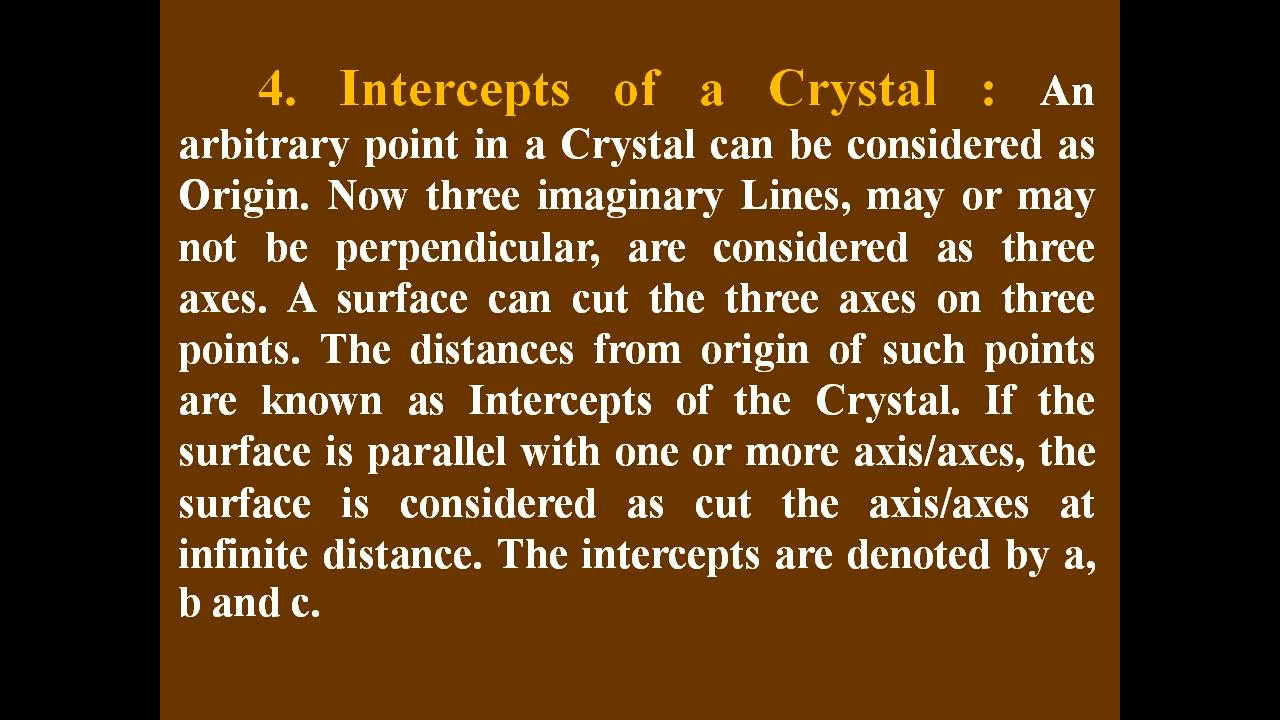 4. Intercepts of a Crystal : An
arbitrary point in a Crystal can be considered as
Origin. Now three imaginary Lines, may or may
not be perpendicular, are considered as three
axes. A surface can cut the three axes on three
points. The distances from origin of such points
are known as Intercepts of the Crystal. If the
surface is parallel with one or more axis/axes, the
surface is considered as cut the axis/axes at
infinite distance. The intercepts are denoted by a,
b and c.